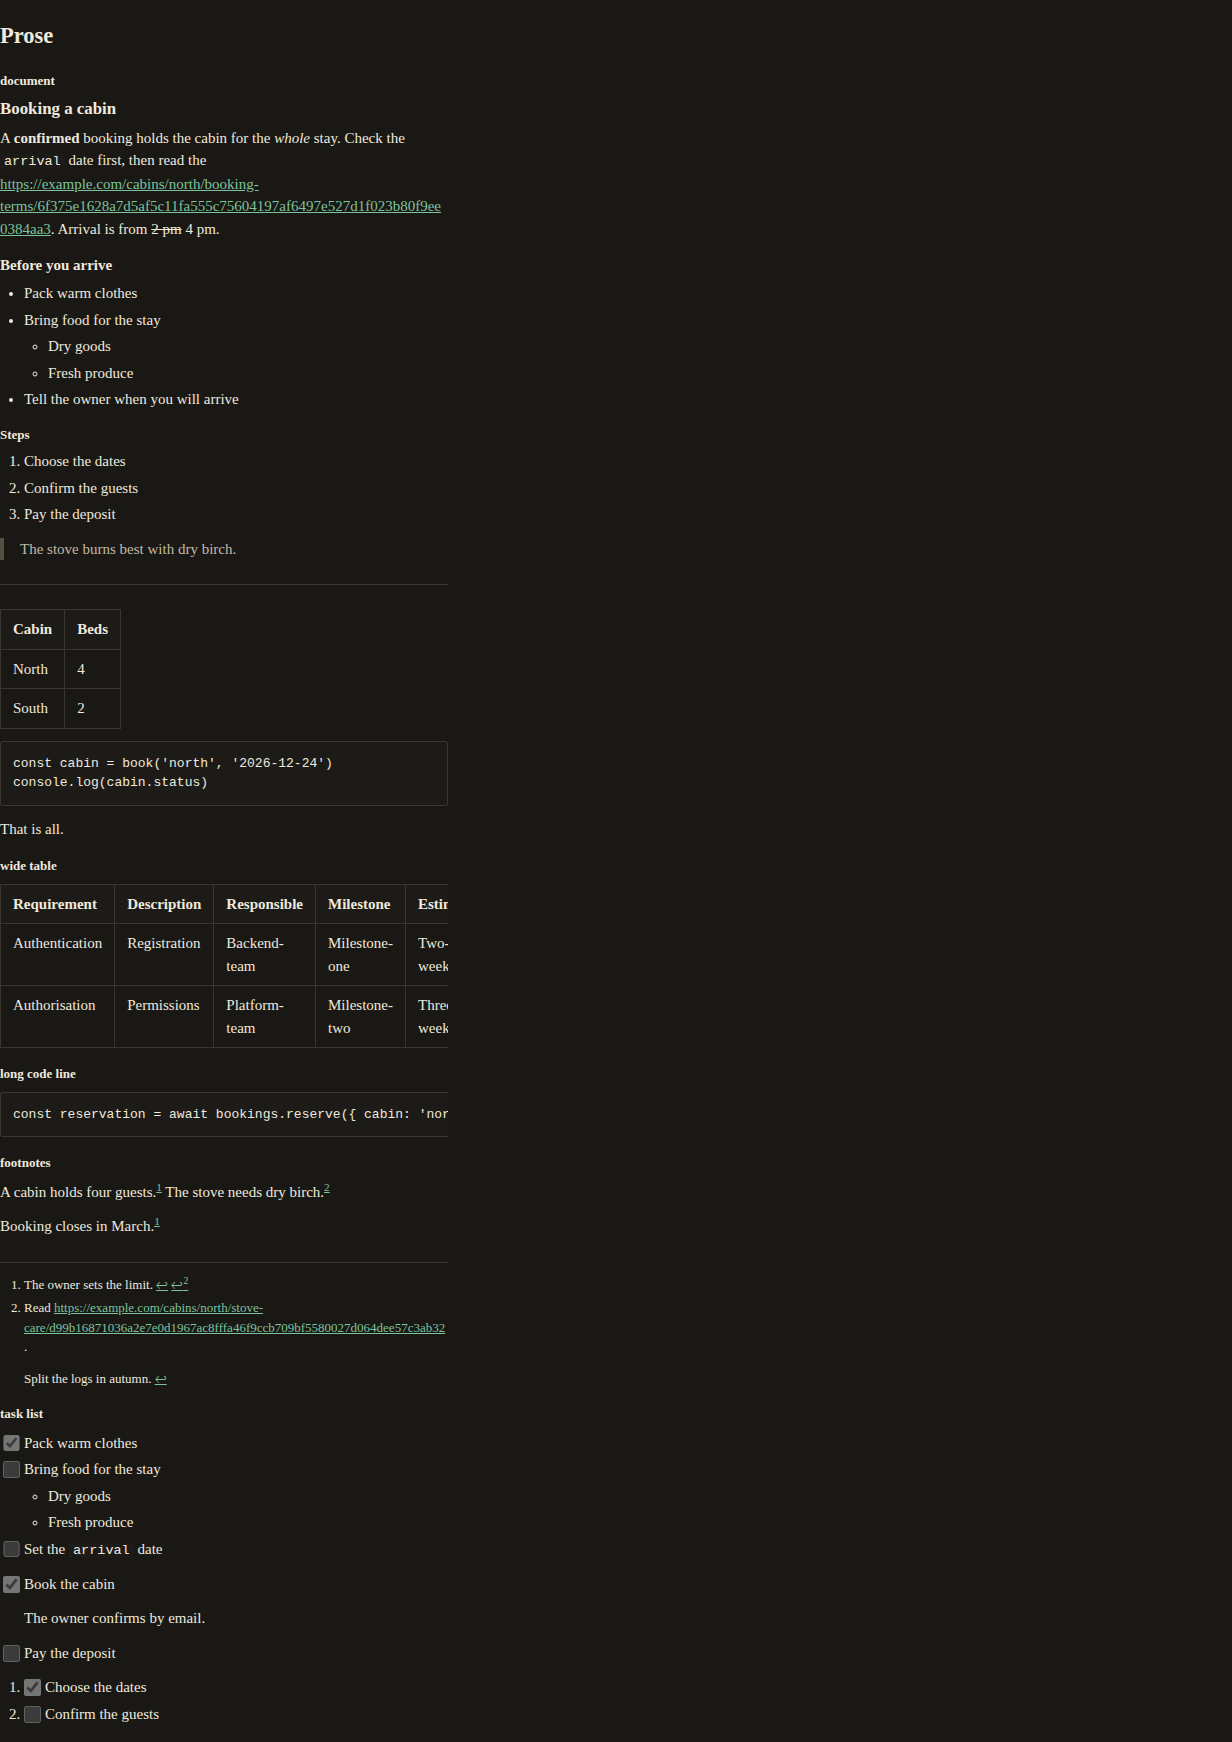 Prose
document
Booking a cabin
A confirmed booking holds the cabin for the whole stay. Check the
arrival date first, then read the
https://example.com/cabins/north/booking-
terms/6f375e1628a7d5af5c11fa555c75604197af6497e527d1f023b80f9ee
0384aa3. Arrival is from 2 pm 4 pm.
Before you arrive
• Pack warm clothes
• Bring food for the stay
◦ Dry goods
◦ Fresh produce
• Tell the owner when you will arrive
Steps
1. Choose the dates
2. Confirm the guests
3. Pay the deposit
The stove burns best with dry birch.
Cabin Beds
North 4
South 2
const cabin = book('north', '2026-12-24')
console.log(cabin.status)
That is all.
wide table
Requirement Description Responsible Milestone Estin
Authentication Registration Backend- Milestone- Two-
team one week
Authorisation Permissions Platform- Milestone- Three
team two week
long code line
const reservation = await bookings.reserve({ cabin: 'nor
footnotes
A cabin holds four guests.1 The stove needs dry birch.2
Booking closes in March.1
1. The owner sets the limit. ↩ ↩2
2. Read https://example.com/cabins/north/stove-
care/d99b16871036a2e7e0d1967ac8fffa46f9ccb709bf5580027d064dee57c3ab32
.
Split the logs in autumn. ↩
task list
Pack warm clothes
Bring food for the stay
◦ Dry goods
◦ Fresh produce
Set the arrival date
Book the cabin
The owner confirms by email.
Pay the deposit
1. Choose the dates
2. Confirm the guests